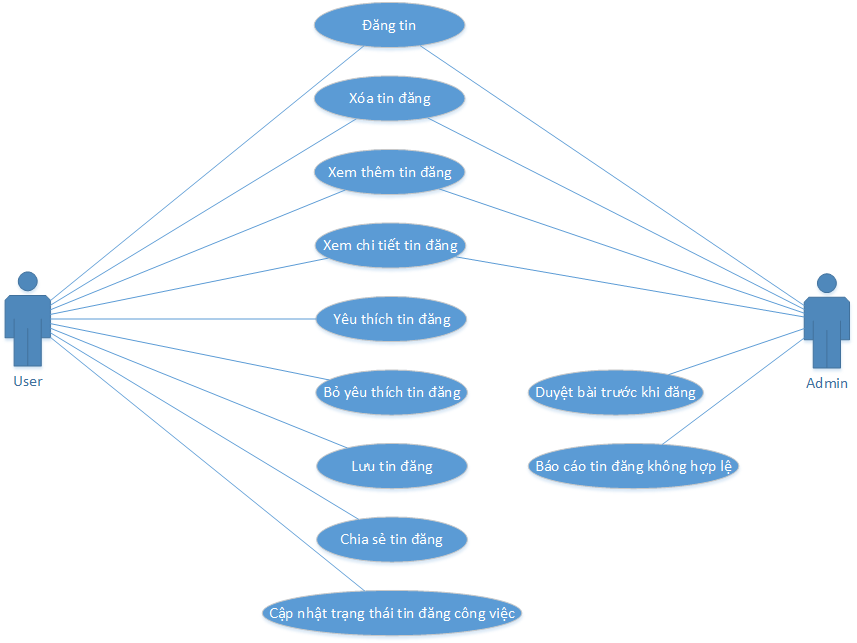 Đăng tin
Xóa tin đăng
Xem thêm tin đăng
Xem chi tiết tin đăng
Yêu thích tin đăng
User
Admin
Bỏ yêu thích tin đăng
Duyệt bài trước khi đăng
Lưu tin đăng
Báo cáo tin đăng không hợp lệ
Chia sẻ tin đăng
Cập nhật trạng thái tin đăng công việc